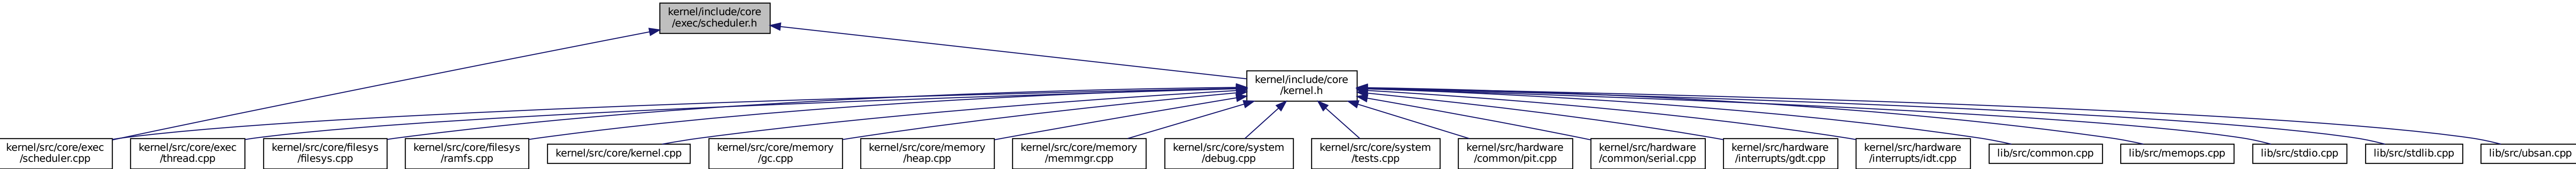 kernel/include/core
/exec/scheduler.h
kernel/include/core
/kernel.h
kernel/src/core/exec
/scheduler.cpp
kernel/src/core/exec
/thread.cpp
kernel/src/core/filesys
/filesys.cpp
kernel/src/core/filesys
/ramfs.cpp
kernel/src/core/kernel.cpp
kernel/src/core/memory
/gc.cpp
kernel/src/core/memory
/heap.cpp
kernel/src/core/memory
/memmgr.cpp
kernel/src/core/system
/debug.cpp
kernel/src/core/system
/tests.cpp
kernel/src/hardware
/common/pit.cpp
kernel/src/hardware
/common/serial.cpp
kernel/src/hardware
/interrupts/gdt.cpp
kernel/src/hardware
/interrupts/idt.cpp
lib/src/common.cpp
lib/src/memops.cpp
lib/src/stdio.cpp
lib/src/stdlib.cpp
lib/src/ubsan.cpp